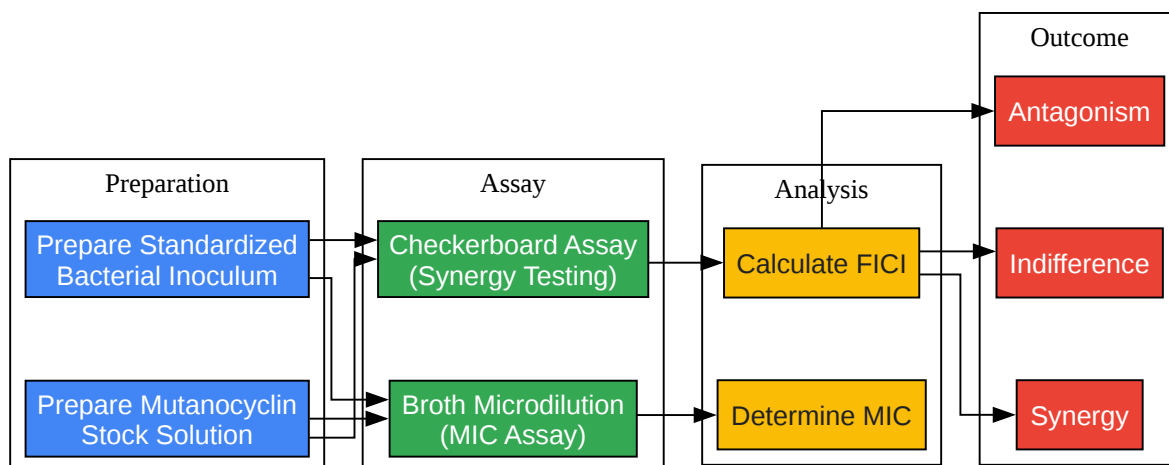 Preparation
Prepare Standardized
Bacterial Inoculum
Prepare Mutanocyclin
Stock Solution
Assay
Checkerboard Assay
(Synergy Testing)
Broth Microdilution
(MIC Assay)
Analysis
Calculate FICI
Determine MIC
Outcome
Antagonism
Indifference
Synergy